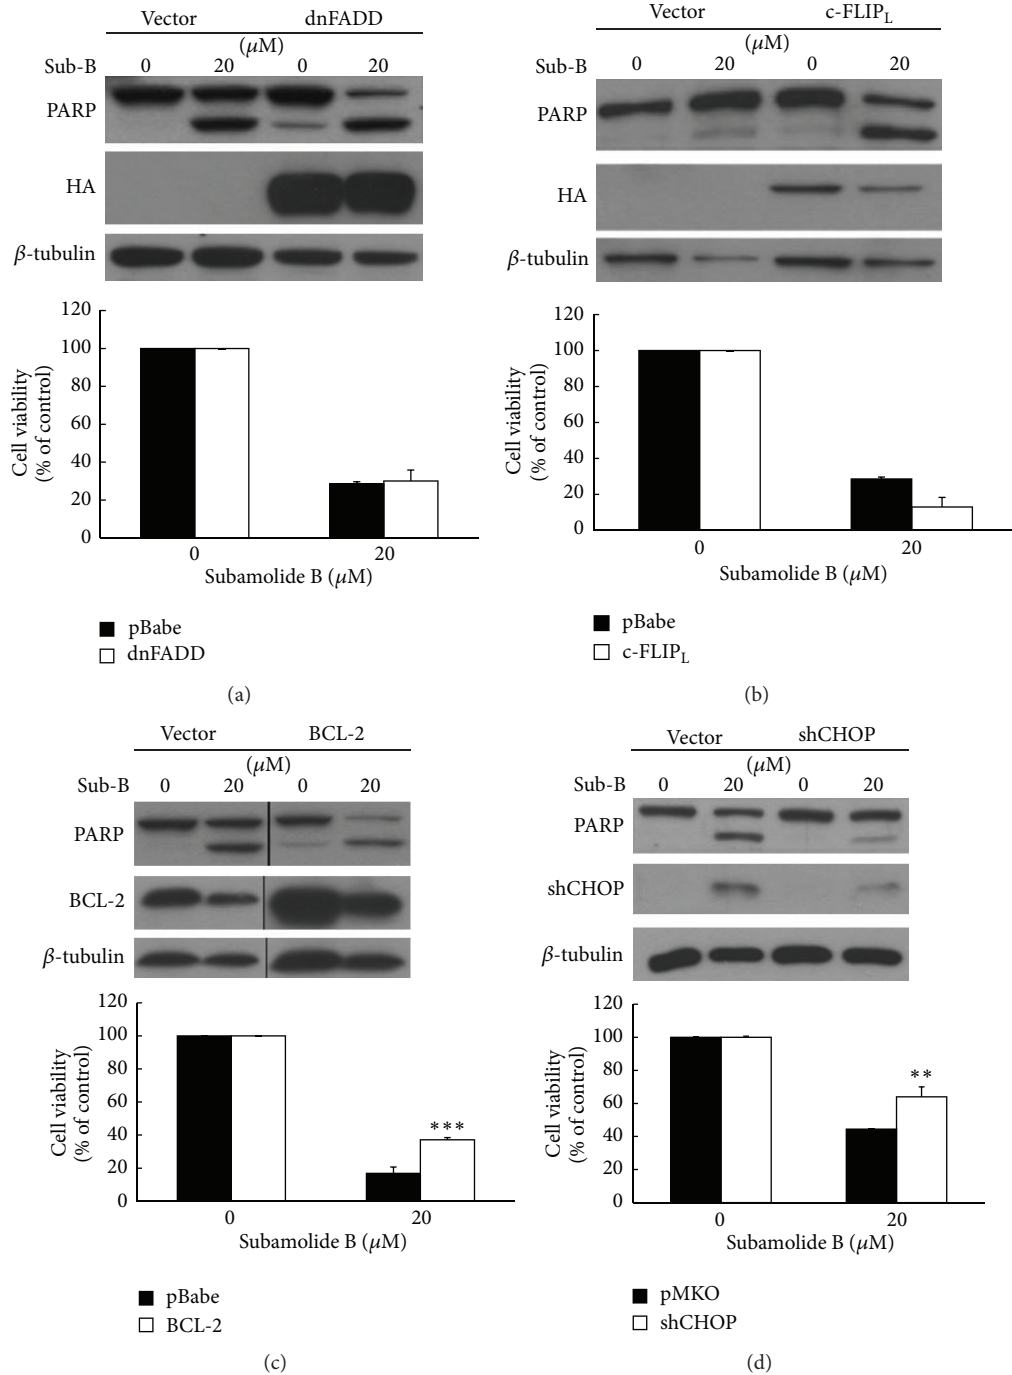 Vector dnFADD
(μM)
Sub-B 0 20 0 20
PARP
HA
β-tubulin
120
100
80
60
40
20
0
Cell viability
(% of control)
0 20
Subamolide B (μM)
pBabe
dnFADD
(a)
Vector c-FLIPL
(μM)
Sub-B 0 20 0 20
PARP
HA
β-tubulin
120
100
80
60
40
20
0
Cell viability
(% of control)
0 20
Subamolide B (μM)
pBabe
c-FLIPL
(b)
Vector BCL-2
(μM)
Sub-B 0 20 0 20
PARP
BCL-2
β-tubulin
120
100
80
60
40
20
0
Cell viability
(% of control)
***
0 20
Subamolide B (μM)
pBabe
BCL-2
(c)
Vector shCHOP
(μM)
Sub-B 0 20 0 20
PARP
shCHOP
β-tubulin
120
100
80
60
40
20
0
Cell viability
(% of control)
**
0 20
Subamolide B (μM)
pMKO
shCHOP
(d)